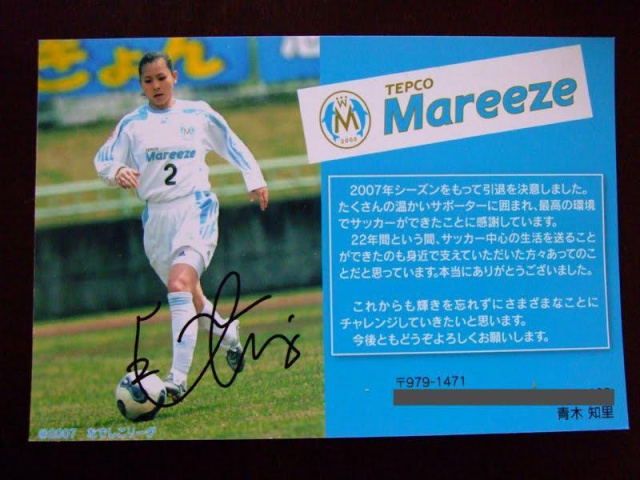 きょん
TEPCO
Mareeze
W
M
2005
TEPCO
Mareeze
2
2007年シーズンをもって引退を決意しました。
たくさんの温かいサポーターに囲まれ、最高の環境
でサッカーができたことに感謝しています。
22年間という間、サッカー中心の生活を送ること
ができたのも身近で支えていただいた方々あってのこ
とだと思っています。本当にありがとうございました。
これからも輝きを忘れずにさまざまなことに
チャレンジしていきたいと思います。
今後ともどうぞよろしくお願いします。
〒979-1471
青木 知里
©2007 なでしこリーグ